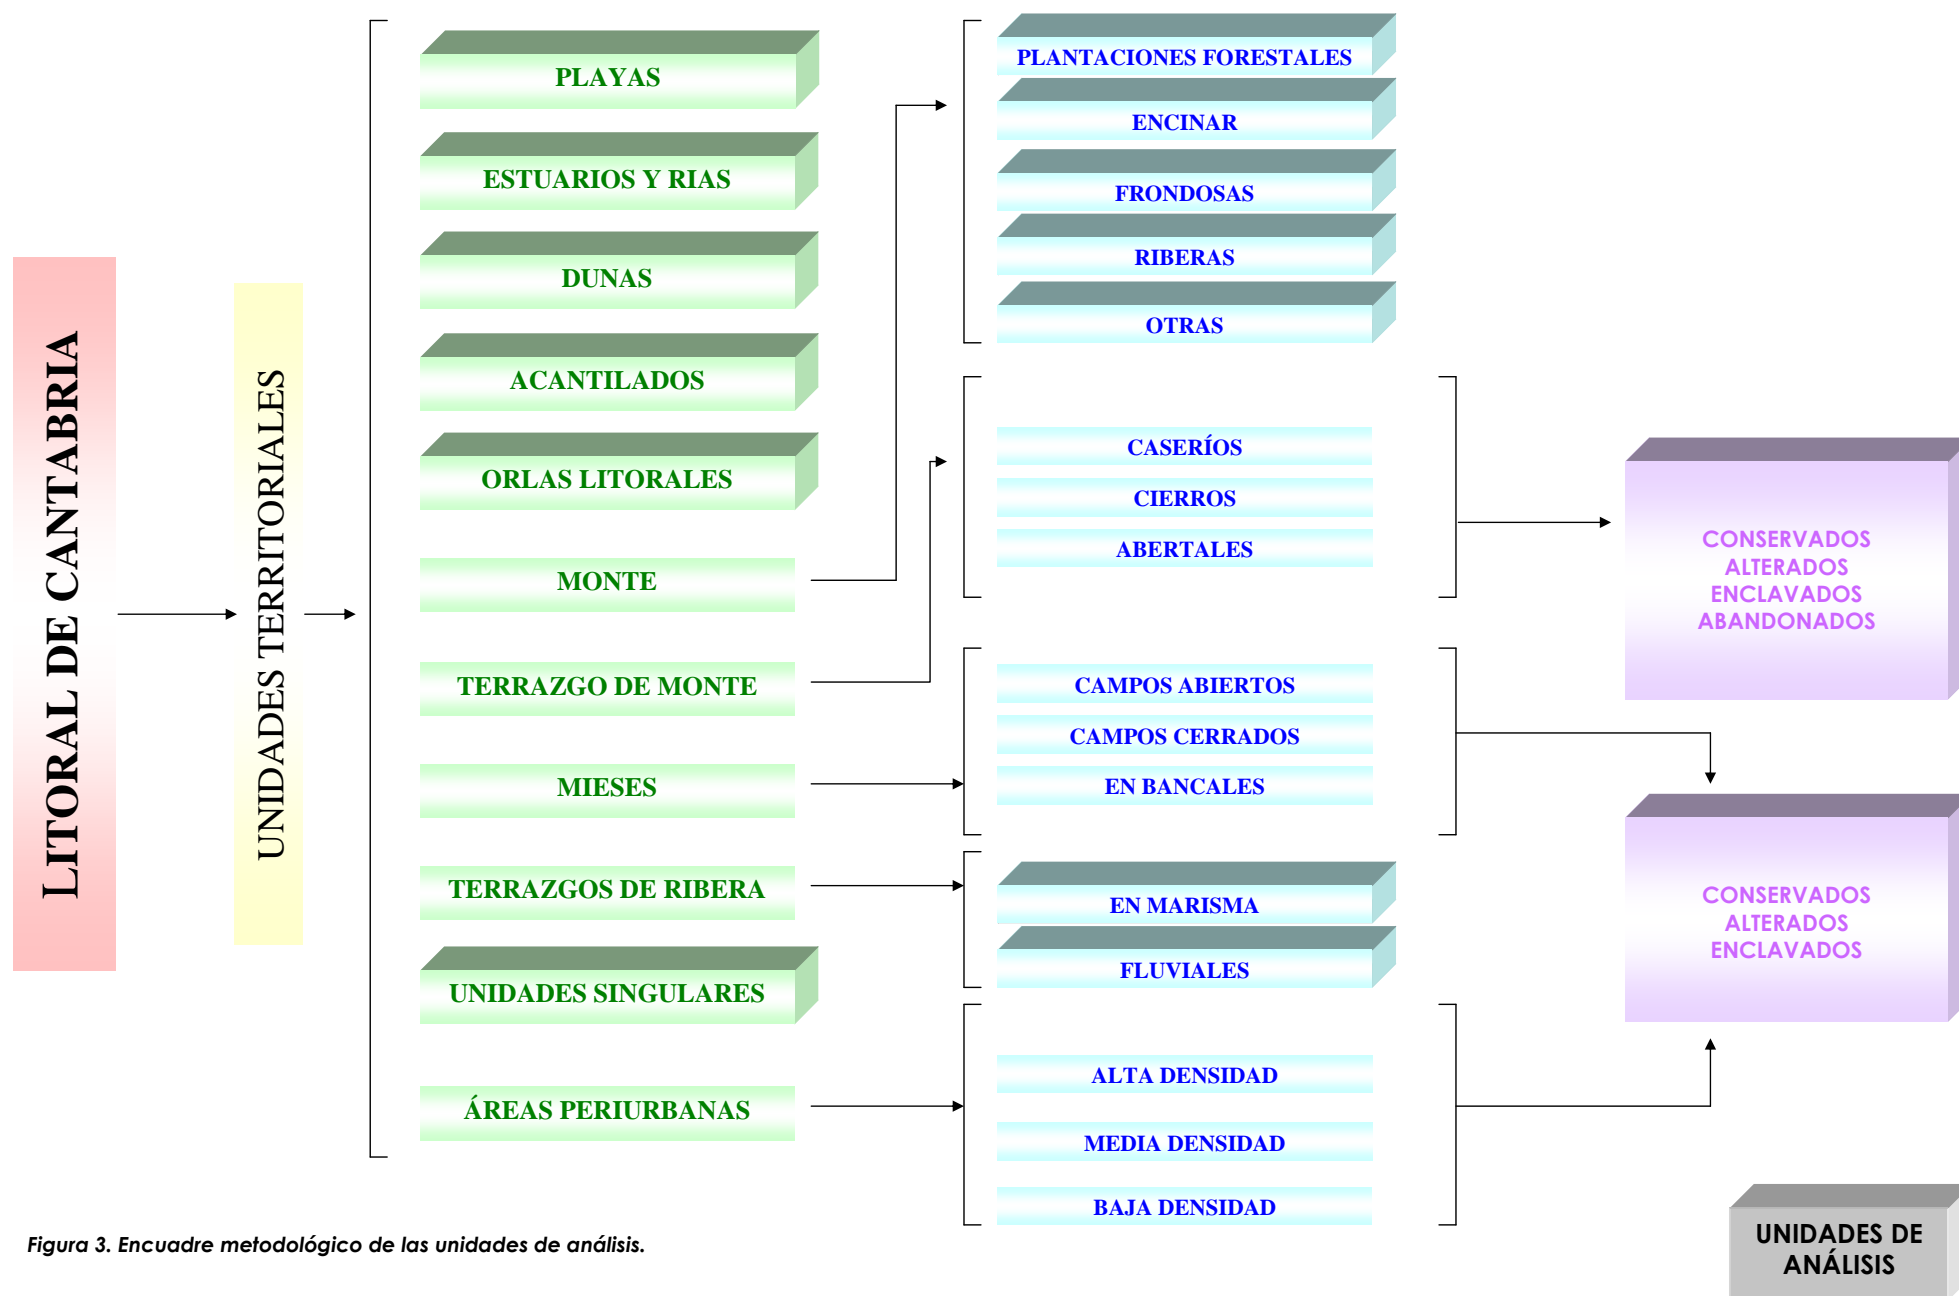 LITORAL DE CANTABRIA
UNIDADES TERRITORIALES
PLAYAS
ESTUARIOS Y RIAS
DUNAS
ACANTILADOS
ORLAS LITORALES
MONTE
TERRAZGO DE MONTE
MIESES
TERRAZGOS DE RIBERA
UNIDADES SINGULARES
ÁREAS PERIURBANAS
PLANTACIONES FORESTALES
ENCINAR
FRONDOSAS
RIBERAS
OTRAS
CASERÍOS
CIERROS
ABERTALES
CAMPOS ABIERTOS
CAMPOS CERRADOS
EN BANCALES
EN MARISMA
FLUVIALES
ALTA DENSIDAD
MEDIA DENSIDAD
BAJA DENSIDAD
CONSERVADOS
ALTERADOS
ENCLAVADOS
ABANDONADOS
CONSERVADOS
ALTERADOS
ENCLAVADOS
UNIDADES DE
ANÁLISIS
Figura 3. Encuadre metodológico de las unidades de análisis.